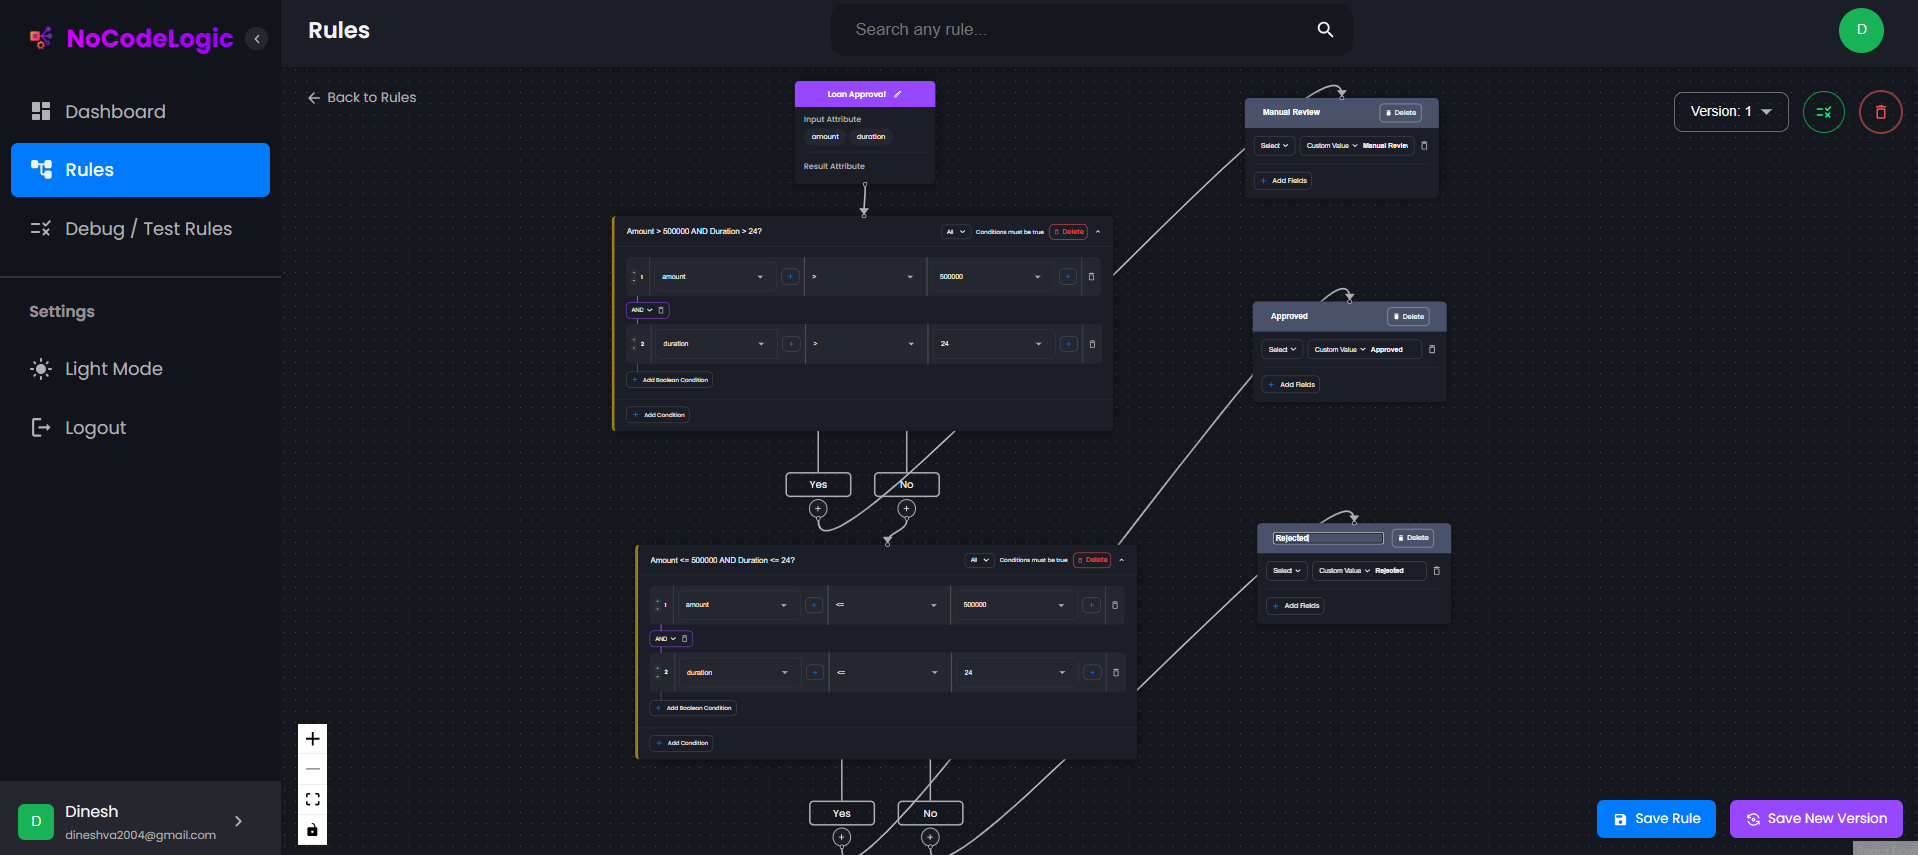 NoCodeLogic
Rules
Search any rule...
D
Dashboard
Rules
Debug / Test Rules
Settings
Light Mode
Logout
D
Dinesh
dineshva2004@gmail.com
Back to Rules
Version: 1
Loan Approval
Input Attribute
amount duration
Result Attribute
Amount > 500000 AND Duration > 24? All Conditions must be true Delete
1 amount > 500000
AND
2 duration > 24
Add Boolean Condition
Add Condition
Yes No
Amount <= 500000 AND Duration <= 24? All Conditions must be true Delete
1 amount <= 500000
AND
2 duration <= 24
Add Boolean Condition
Add Condition
Yes No
Manual Review Delete
Select Custom Value Manual Review
Add Fields
Approved Delete
Select Custom Value Approved
Add Fields
Rejected Delete
Select Custom Value Rejected
Add Fields
Save Rule
Save New Version
React Flow